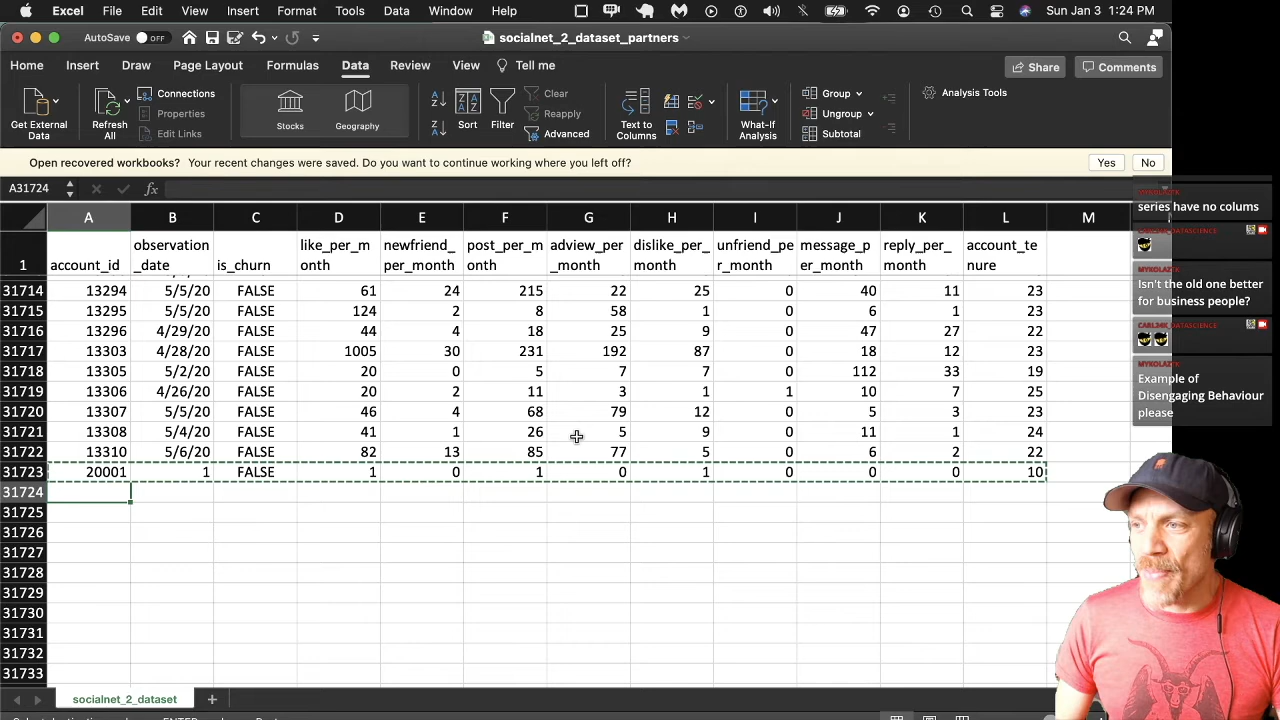 Excel File Edit View Insert Format Tools Data Window Help Sun Jan 3 1:24 PM
AutoSave OFF socialnet_2_dataset_partners
Home Insert Draw Page Layout Formulas Data Review View Tell me Share Comments
Get External Data
Refresh All
Connections
Properties
Edit Links
Stocks
Geography
Sort
Filter
Clear
Reapply
Advanced
Text to Columns
What-If Analysis
Group
Ungroup
Subtotal
Analysis Tools
Open recovered workbooks? Your recent changes were saved. Do you want to continue working where you left off? Yes No
A31724 fx
A B C D E F G H I J K L M
1 account_id observation_date is_churn like_per_month newfriend_per_month post_per_month adview_per_month dislike_per_month unfriend_per_month message_per_month reply_per_month account_tenure
31714 13294 5/5/20 FALSE 61 24 215 22 25 0 40 11 23
31715 13295 5/5/20 FALSE 124 2 8 58 1 0 6 1 23
31716 13296 4/29/20 FALSE 44 4 18 25 9 0 47 27 22
31717 13303 4/28/20 FALSE 1005 30 231 192 87 0 18 12 23
31718 13305 5/2/20 FALSE 20 0 5 7 7 0 112 33 19
31719 13306 4/26/20 FALSE 20 2 11 3 1 1 10 7 25
31720 13307 5/5/20 FALSE 46 4 68 79 12 0 5 3 23
31721 13308 5/4/20 FALSE 41 1 26 5 9 0 11 1 24
31722 13310 5/6/20 FALSE 82 13 85 77 5 0 6 2 22
31723 20001 1 FALSE 1 0 1 0 1 0 0 0 10
31724
31725
31726
31727
31728
31729
31730
31731
31732
31733
socialnet_2_dataset
series have no colums
CARL24K_DATASCIENCE
MYKOLAZYK
Isn't the old one better
for business people?
CARL24K_DATASCIENCE
MYKOLAZYK
Example of
Disengaging Behaviour
please